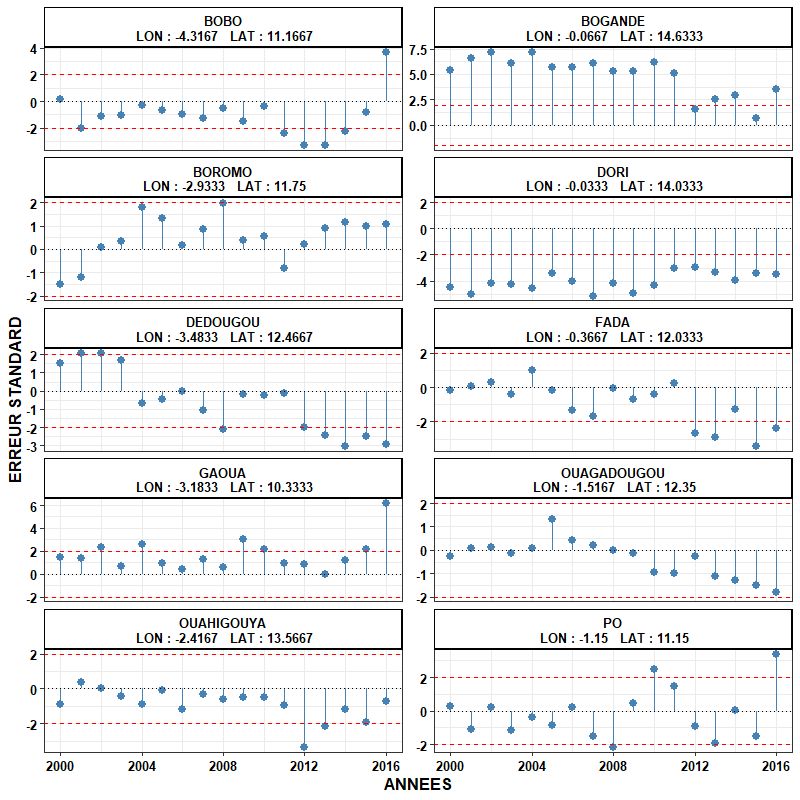 BOBO
LON : -4.3167 LAT : 11.1667
4
2
0
-2
BOGANDE
LON : -0.0667 LAT : 14.6333
7.5
5.0
2.5
0.0
BOROMO
LON : -2.9333 LAT : 11.75
2
1
0
-1
-2
DORI
LON : -0.0333 LAT : 14.0333
2
0
-2
-4
DEDOUGOU
LON : -3.4833 LAT : 12.4667
2
1
0
-1
-2
-3
FADA
LON : -0.3667 LAT : 12.0333
2
0
-2
GAOUA
LON : -3.1833 LAT : 10.3333
6
4
2
0
-2
OUAGADOUGOU
LON : -1.5167 LAT : 12.35
2
1
0
-1
-2
OUAHIGOUYA
LON : -2.4167 LAT : 13.5667
2
0
-2
2000 2004 2008 2012 2016
PO
LON : -1.15 LAT : 11.15
2
0
-2
2000 2004 2008 2012 2016
ERREUR STANDARD
ANNEES